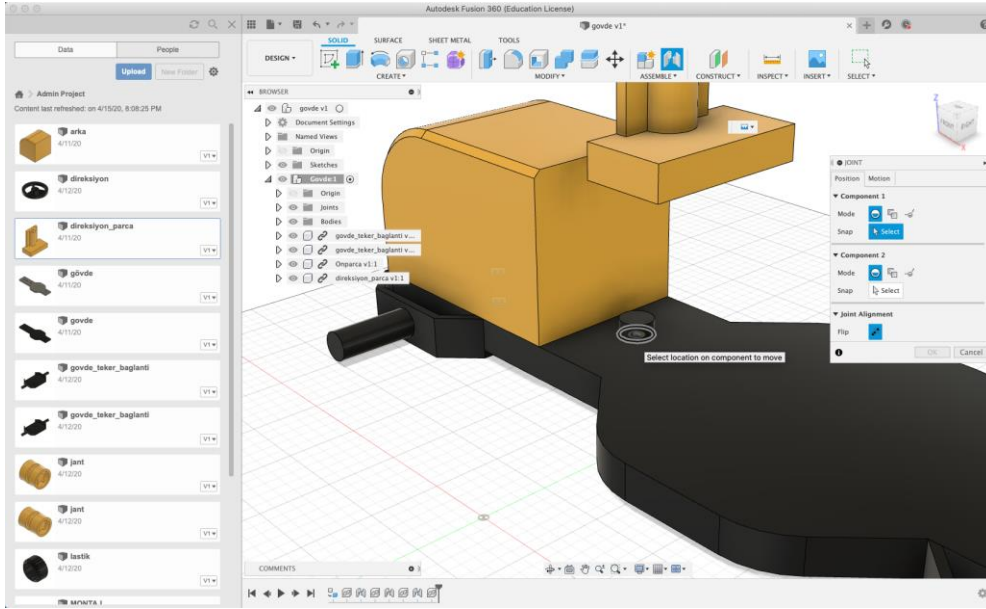 Autodesk Fusion 360 (Education License)
govde v1*
Data
People
Upload
New Folder
Admin Project
Content last refreshed: on 4/15/20, 8:08:25 PM
arka
4/11/20
V1
direksiyon
4/12/20
V1
direksiyon_parca
4/11/20
V1
gövde
4/11/20
V1
govde
4/11/20
V1
govde_teker_baglanti
4/12/20
V1
govde_teker_baglanti
4/12/20
V1
jant
4/12/20
V1
jant
4/12/20
V1
lastik
4/12/20
V1
MONTAJ
DESIGN
SOLID
SURFACE
SHEET METAL
TOOLS
CREATE
MODIFY
ASSEMBLE
CONSTRUCT
INSPECT
INSERT
SELECT
BROWSER
govde v1
Document Settings
Named Views
Origin
Sketches
Govde:1
Origin
Joints
Bodies
govde_teker_baglanti v...
govde_teker_baglanti v...
Onparca v1:1
direksiyon_parca v1:1
Z
FRONT
RIGHT
X
JOINT
Position
Motion
Component 1
Mode
Snap
Select
Component 2
Mode
Snap
Select
Joint Alignment
Flip
OK
Cancel
Select location on component to move
COMMENTS